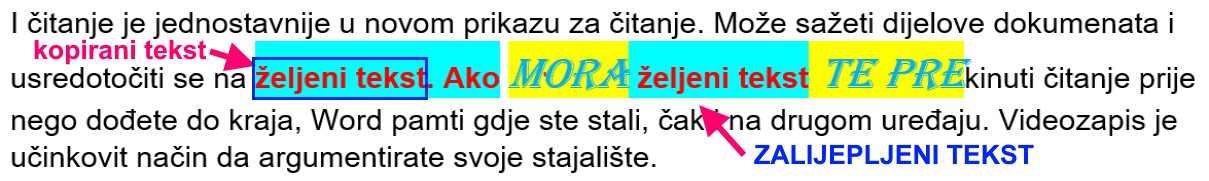 I čitanje je jednostavnije u novom prikazu za čitanje. Može sažeti dijelove dokumenata i
kopirani tekst
usredotočiti se na željeni tekst. Ako MORA željeni tekst TE PREkinuti čitanje prije
nego dođete do kraja, Word pamti gdje ste stali, čak na drugom uređaju. Videozapis je
učinkovit način da argumentirate svoje stajalište.
ZALIJEPLJENI TEKST